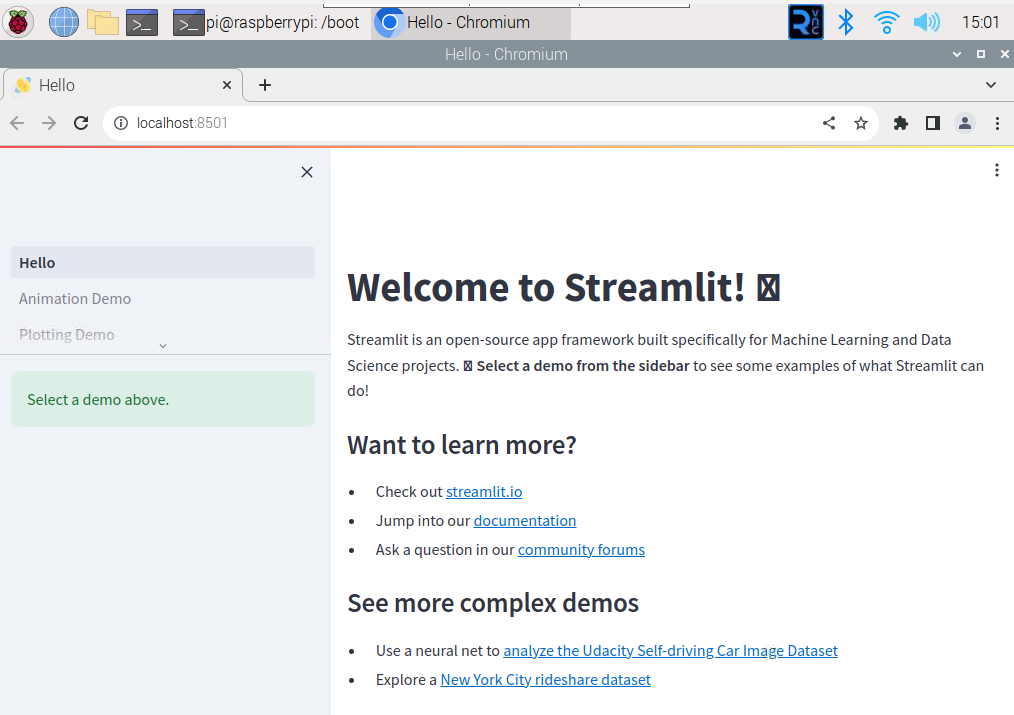 pi@raspberrypi: /boot
Hello - Chromium
VNC
15:01
Hello - Chromium
Hello
localhost:8501
Hello
Animation Demo
Plotting Demo
Select a demo above.
Welcome to Streamlit!
Streamlit is an open-source app framework built specifically for Machine Learning and Data
Science projects. Select a demo from the sidebar to see some examples of what Streamlit can
do!
Want to learn more?
• Check out streamlit.io
• Jump into our documentation
• Ask a question in our community forums
See more complex demos
• Use a neural net to analyze the Udacity Self-driving Car Image Dataset
• Explore a New York City rideshare dataset